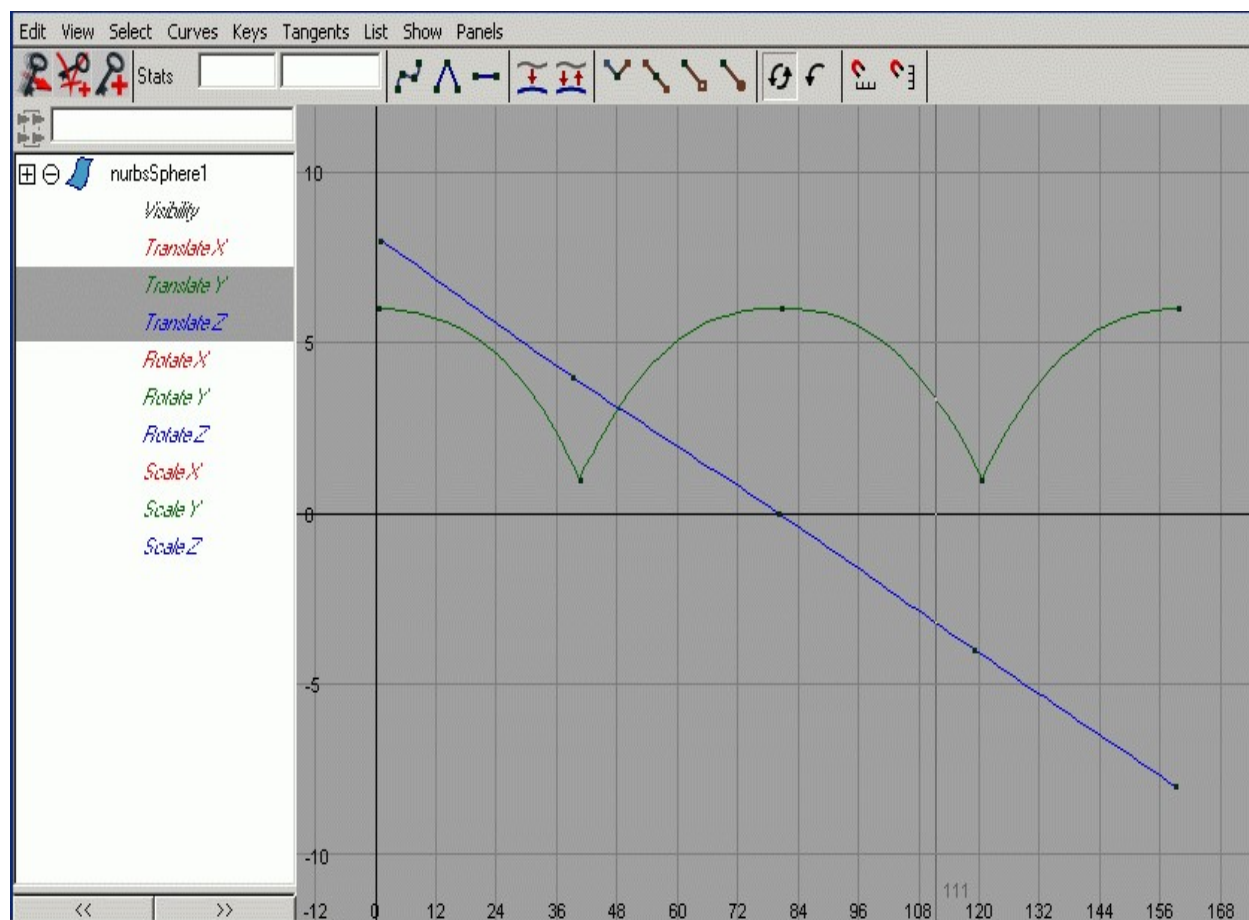 Edit View Select Curves Keys Tangents List Show Panels
Stats
nurbsSphere1
Visibility
Translate X
Translate Y
Translate Z
Rotate X
Rotate Y
Rotate Z
Scale X
Scale Y
Scale Z
10
5
0
-5
-10
111
<< >> -12 0 12 24 36 48 60 72 84 96 108 120 132 144 156 168